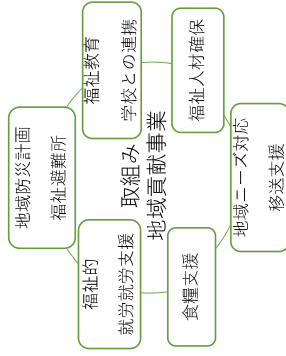 福祉教育
学校との連携
福祉人材確保
地域ニーズ対応
移送支援
食糧支援
福祉的
就労就労支援
地域防災計画
福祉避難所
取組み
地域貢献事業